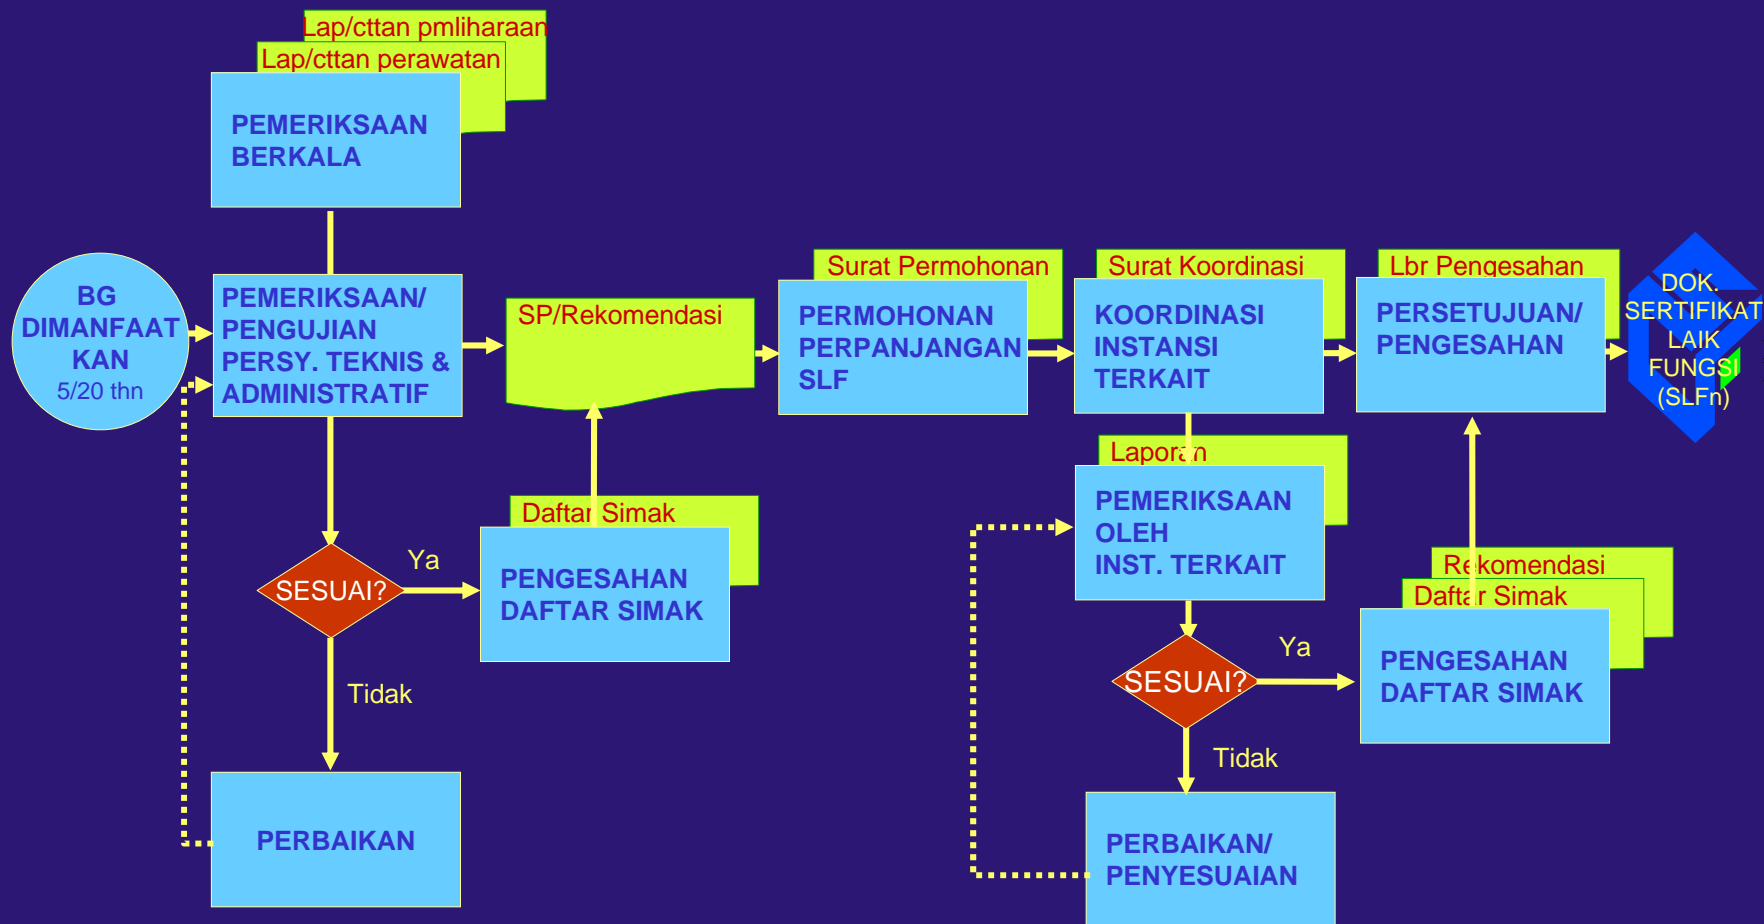 Lap/cttan pmliharaan
Lap/cttan perawatan
PEMERIKSAAN
BERKALA
BG
DIMANFAAT
KAN
5/20 thn
PEMERIKSAAN/
PENGUJIAN
PERSY. TEKNIS &
ADMINISTRATIF
SP/Rekomendasi
Surat Permohonan
PERMOHONAN
PERPANJANGAN
SLF
Surat Koordinasi
KOORDINASI
INSTANSI
TERKAIT
Lbr Pengesahan
PERSETUJUAN/
PENGESAHAN
DOK.
SERTIFIKAT
LAIK
FUNGSI
(SLFn)
SESUAI?
Ya
Daftar Simak
PENGESAHAN
DAFTAR SIMAK
Tidak
PERBAIKAN
Laporan
PEMERIKSAAN
OLEH
INST. TERKAIT
SESUAI?
Ya
Rekomendasi
Daftar Simak
PENGESAHAN
DAFTAR SIMAK
Tidak
PERBAIKAN/
PENYESUAIAN